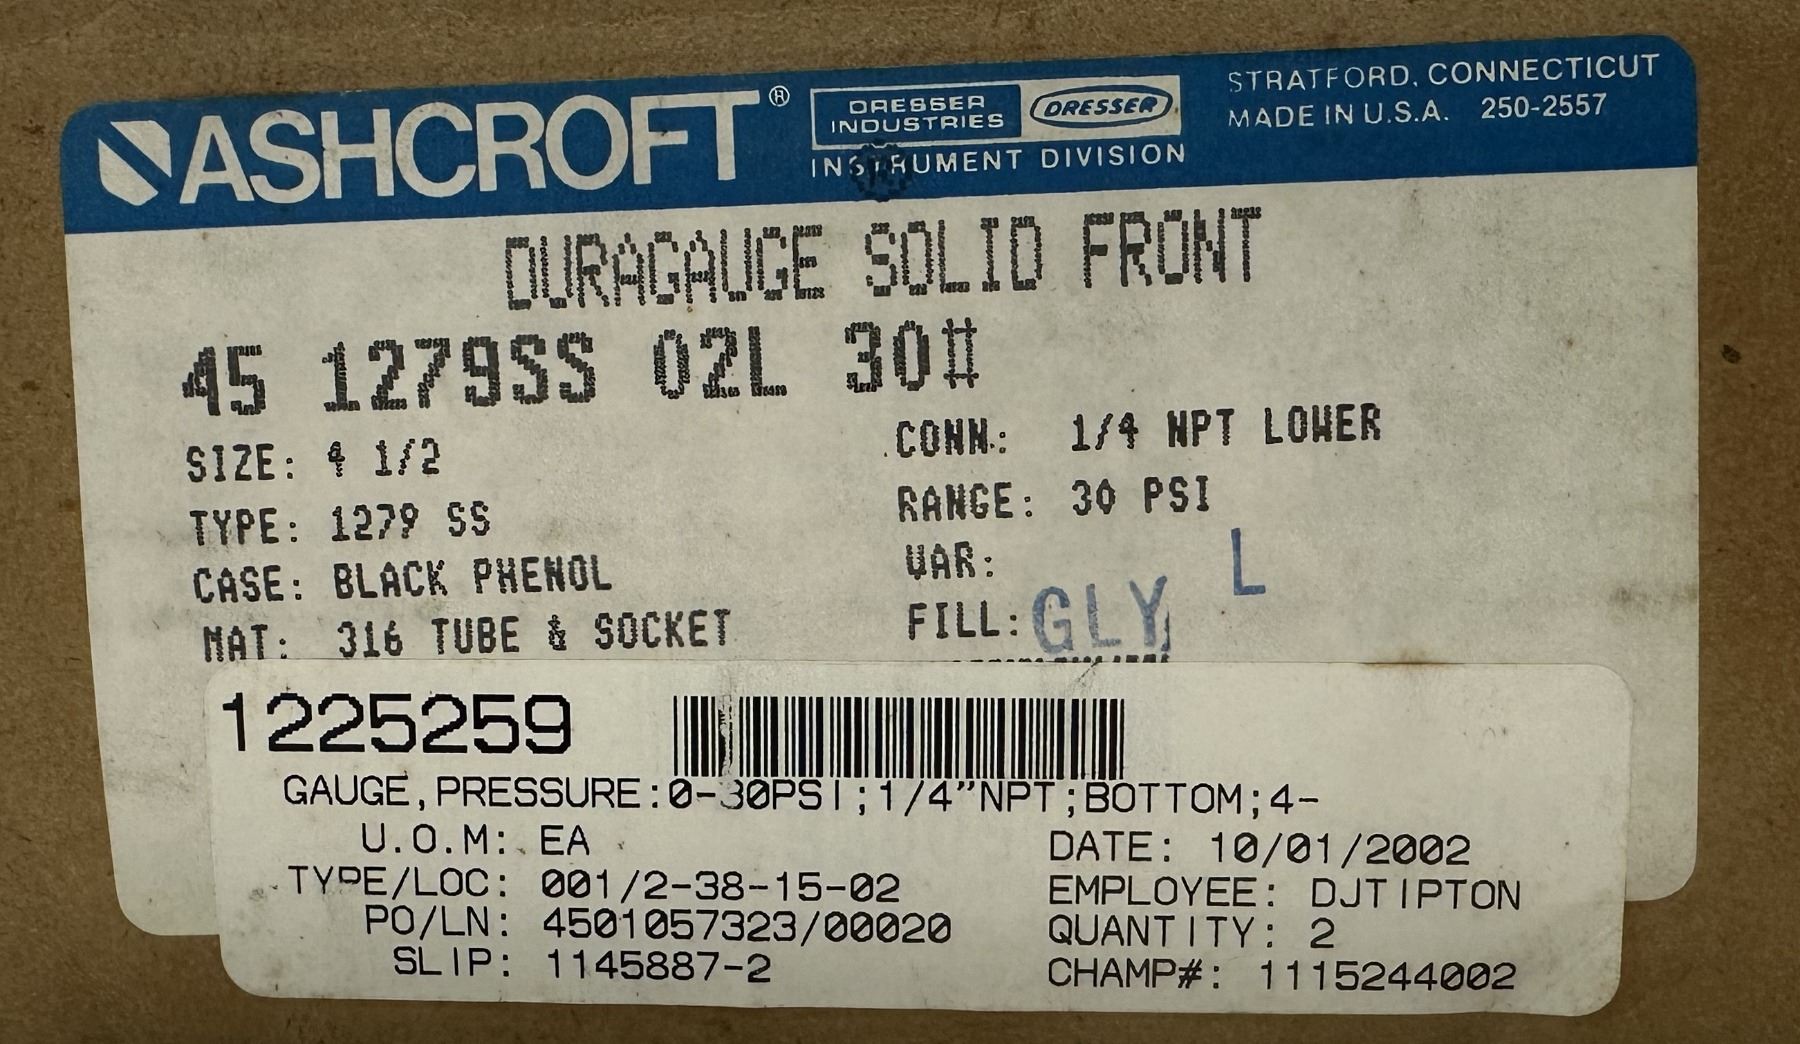 ASHCROFT®
DRESSER INDUSTRIES
DRESSER
INSTRUMENT DIVISION
STRATFORD, CONNECTICUT
MADE IN U.S.A. 250-2557
DURAGAUGE SOLID FRONT
45 1279SS 02L 30#
SIZE: 4 1/2
TYPE: 1279 SS
CASE: BLACK PHENOL
MAT: 316 TUBE & SOCKET
CONN: 1/4 NPT LOWER
RANGE: 30 PSI
VAR: L
FILL: GLY
1225259
GAUGE,PRESSURE:0-30PSI;1/4"NPT;BOTTOM;4-
U.O.M: EA
TYPE/LOC: 001/2-38-15-02
PO/LN: 4501057323/00020
SLIP: 1145887-2
DATE: 10/01/2002
EMPLOYEE: DJTIPTON
QUANTITY: 2
CHAMP#: 1115244002